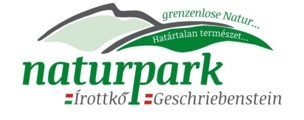 grenzenlose Natur...
Határtalan természet...
naturpark
Írottkő Geschriebenstein